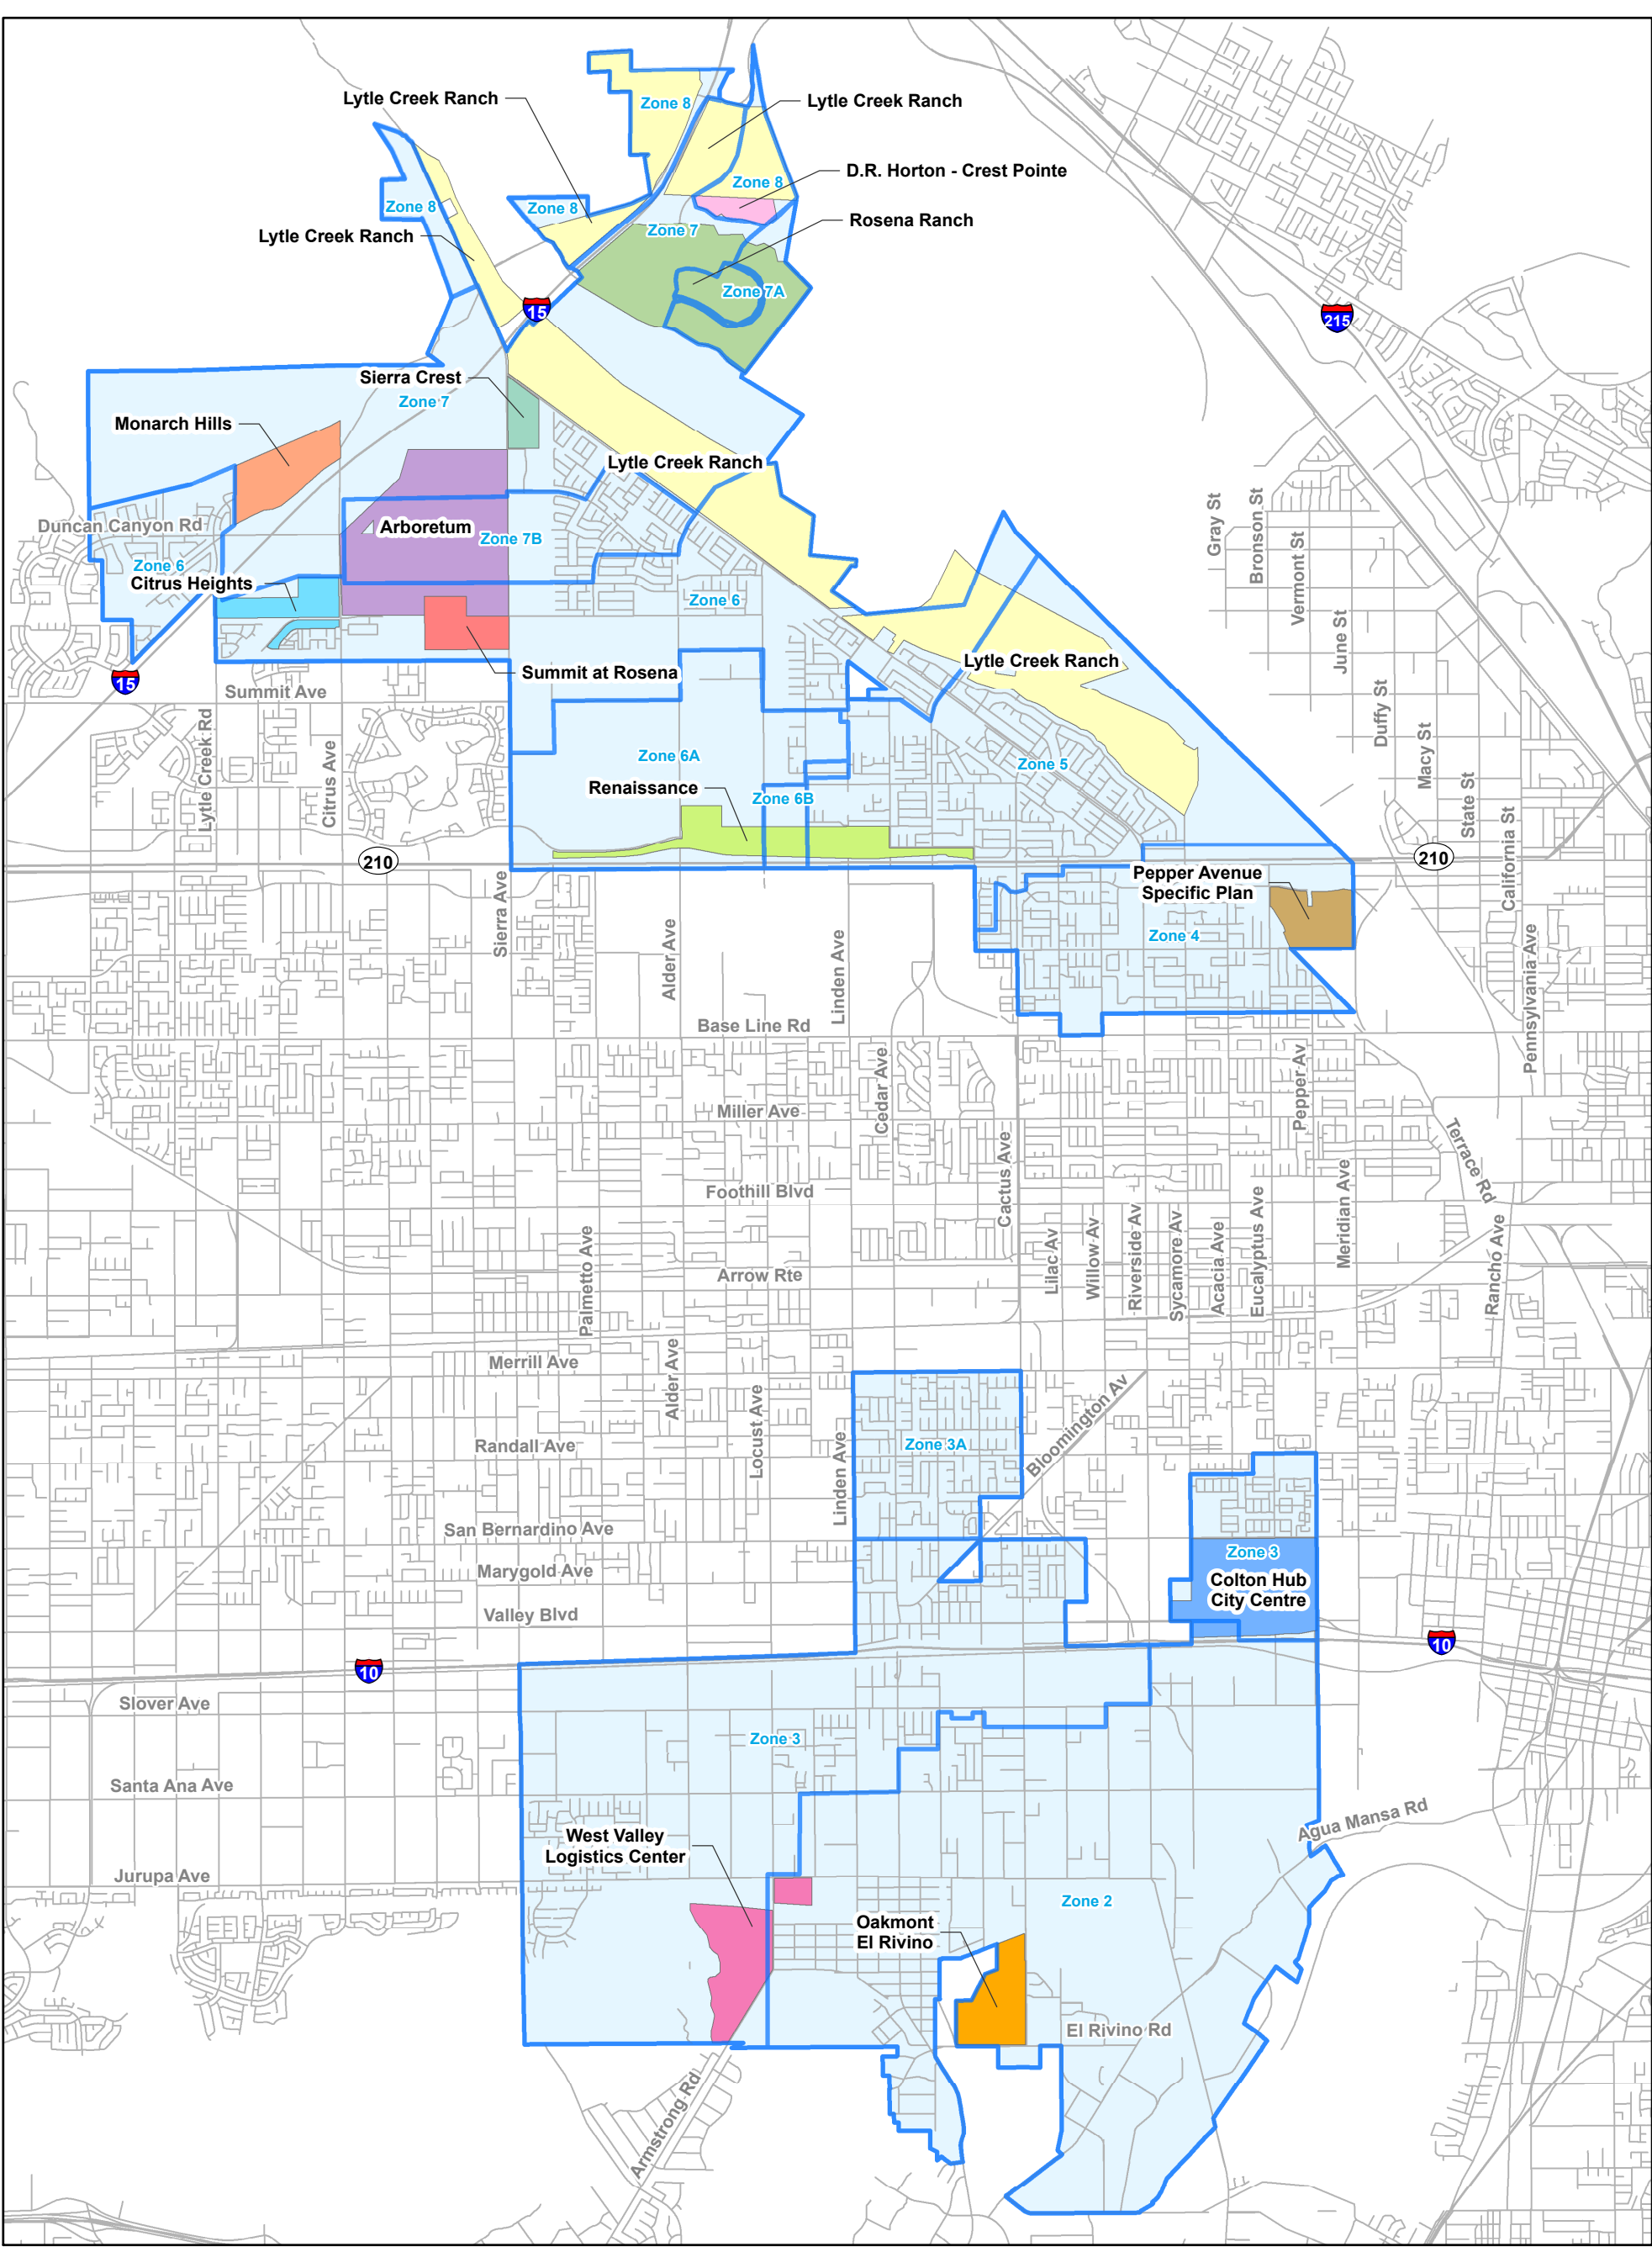 Lytle Creek Ranch
Zone 8
Lytle Creek Ranch
D.R. Horton - Crest Pointe
Zone 8
Zone 8
Zone 8
Rosena Ranch
Zone 7
Lytle Creek Ranch
Zone 7A
15
215
Sierra Crest
Zone 7
Monarch Hills
Lytle Creek Ranch
Duncan Canyon Rd
Arboretum
Zone 7B
Gray St
Bronson St
Vermont St
Zone 6
Citrus Heights
Zone 6
June St
Summit at Rosena
Lytle Creek Ranch
15
Summit Ave
Lytle Creek Rd
Citrus Ave
Duffy St
Macy St
Zone 6A
Zone 5
Renaissance
Zone 6B
State St
California St
210
210
Pepper Avenue
Specific Plan
Sierra Ave
Alder Ave
Linden Ave
Zone 4
Pennsylvania Ave
Base Line Rd
Cedar Ave
Pepper Av
Miller Ave
Cactus Ave
Terrace Rd
Foothill Blvd
Meridian Ave
Palmetto Ave
Lilac Av
Willow Av
Riverside Av
Sycamore Av
Acacia Ave
Eucalyptus Ave
Rancho Ave
Arrow Rte
Merrill Ave
Alder Ave
Locust Ave
Linden Ave
Bloomington Av
Randall Ave
Zone 3A
San Bernardino Ave
Zone 3
Marygold Ave
Colton Hub
City Centre
Valley Blvd
10
10
Slover Ave
Zone 3
Santa Ana Ave
Agua Mansa Rd
West Valley
Logistics Center
Jurupa Ave
Zone 2
Oakmont
El Rivino
El Rivino Rd
Armstrong Rd